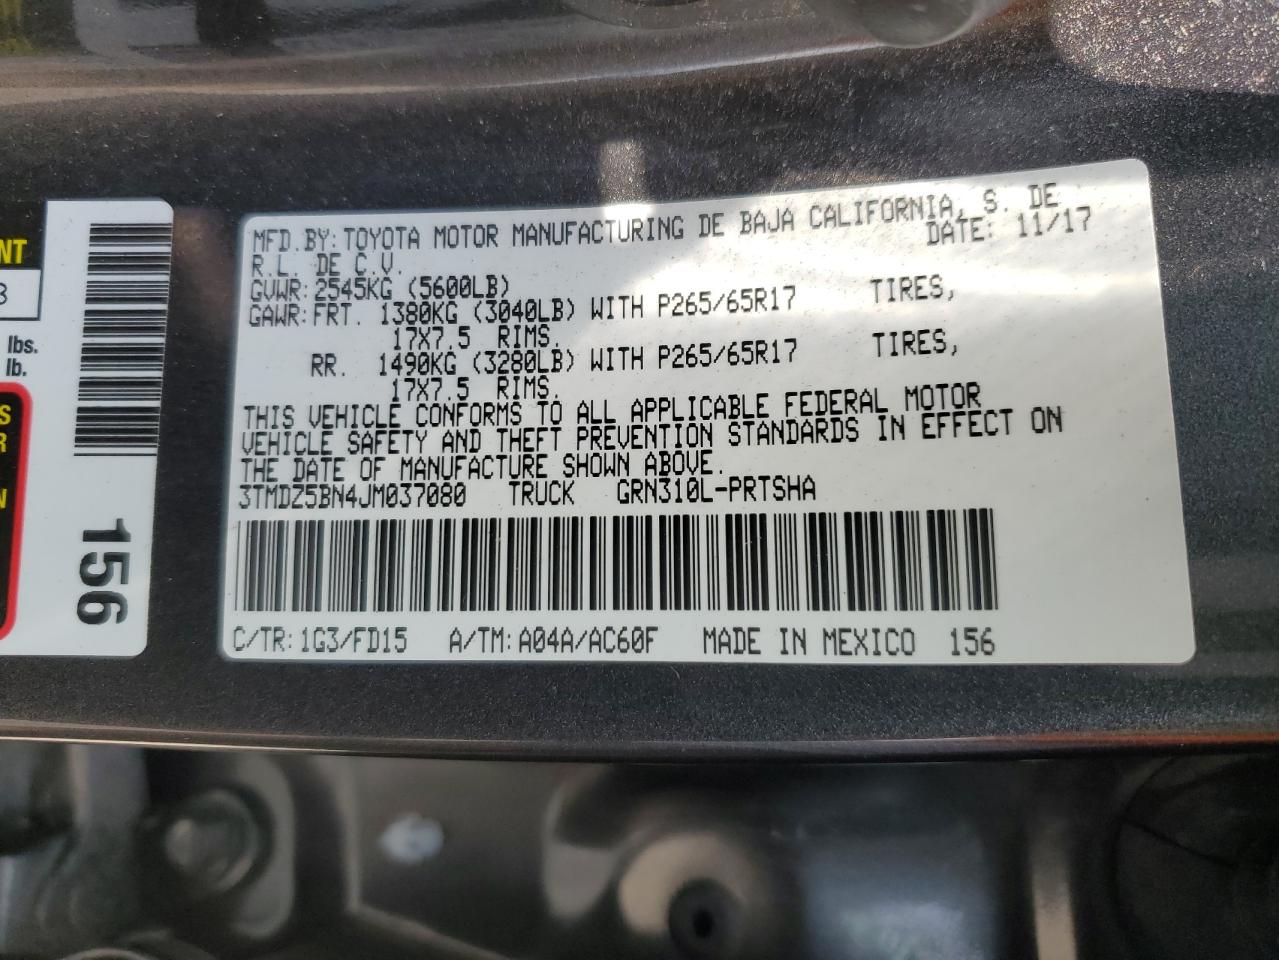 NT
3
lbs.
lb.
S
R
N
156
MFD.BY:TOYOTA MOTOR MANUFACTURING DE BAJA CALIFORNIA, S. DE
R.L. DE C.V. DATE: 11/17
GVWR:2545KG (5600LB)
GAWR:FRT. 1380KG (3040LB) WITH P265/65R17 TIRES,
17X7.5 RIMS.
RR. 1490KG (3280LB) WITH P265/65R17 TIRES,
17X7.5 RIMS.
THIS VEHICLE CONFORMS TO ALL APPLICABLE FEDERAL MOTOR
VEHICLE SAFETY AND THEFT PREVENTION STANDARDS IN EFFECT ON
THE DATE OF MANUFACTURE SHOWN ABOVE.
3TMDZ5BN4JM037080 TRUCK GRN310L-PRTSHA
C/TR:1G3/FD15 A/TM:A04A/AC60F MADE IN MEXICO 156